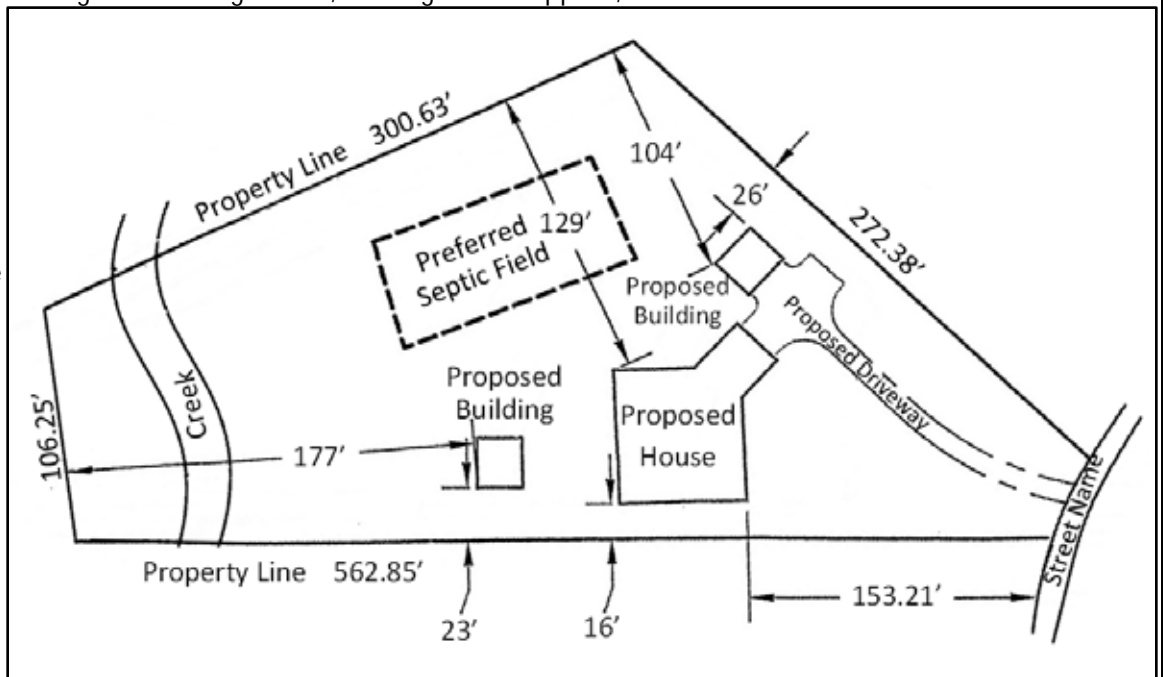 Property Line 300.63'
104'
26'
272.38'
129'
Preferred
Septic Field
Proposed
Building
Proposed Driveway
Creek
106.25'
Proposed
Building
Proposed
House
177'
Street Name
Property Line 562.85'
153.21'
23'
16'